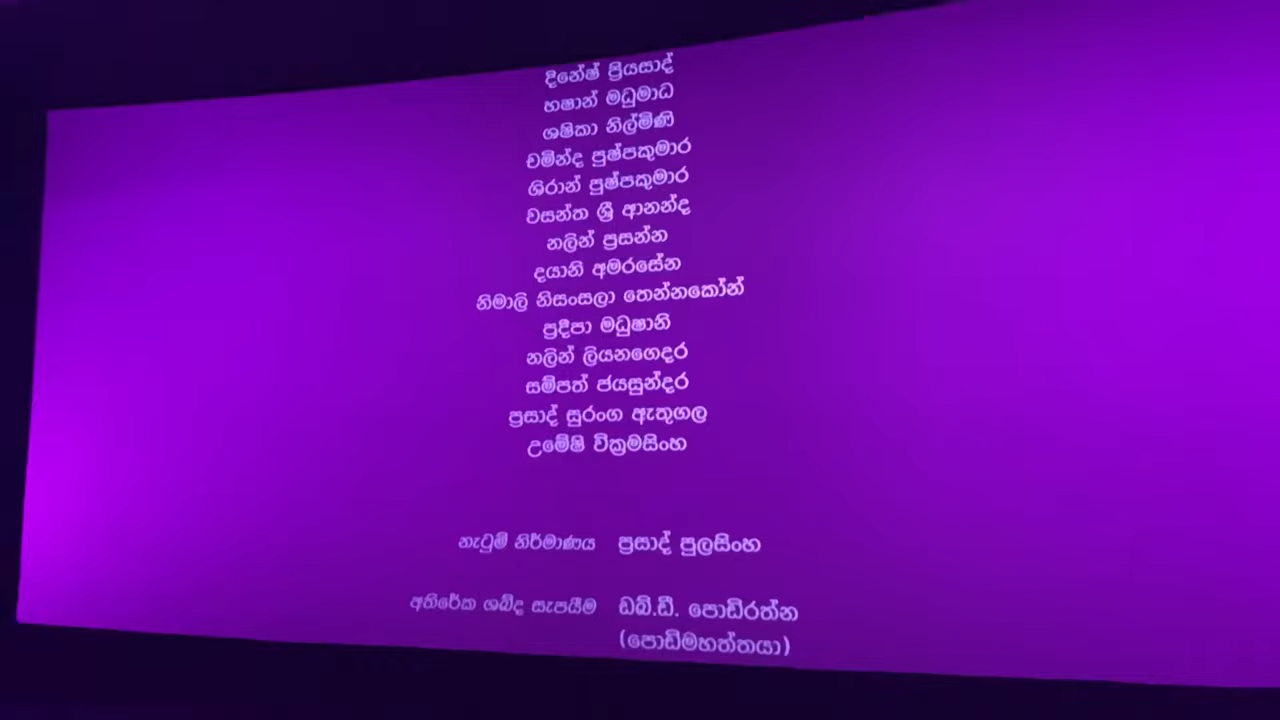 දිනේෂ් ප්‍රියසාද්
හෂාන් මධුමාධ
ශෂිකා නිල්මිණි
චමින්ද පුෂ්පකුමාර
ශිරාන් පුෂ්පකුමාර
වසන්ත ශ්‍රී ආනන්ද
නලින් ප්‍රසන්න
දයානි අමරසේන
නිමාලි නිසංසලා තෙන්නකෝන්
ප්‍රදීපා මධුෂානි
නලින් ලියනගෙදර
සම්පත් ජයසුන්දර
ප්‍රසාද් සුරංග ඇතුගල
උමේෂි වික්‍රමසිංහ
නැටුම් නිර්මාණය ප්‍රසාද් පුලසිංහ
අතිරේක ශබ්ද සැපයීම ඩබ්.ඩී. පොඩිරත්න
(පොඩිමහත්තයා)